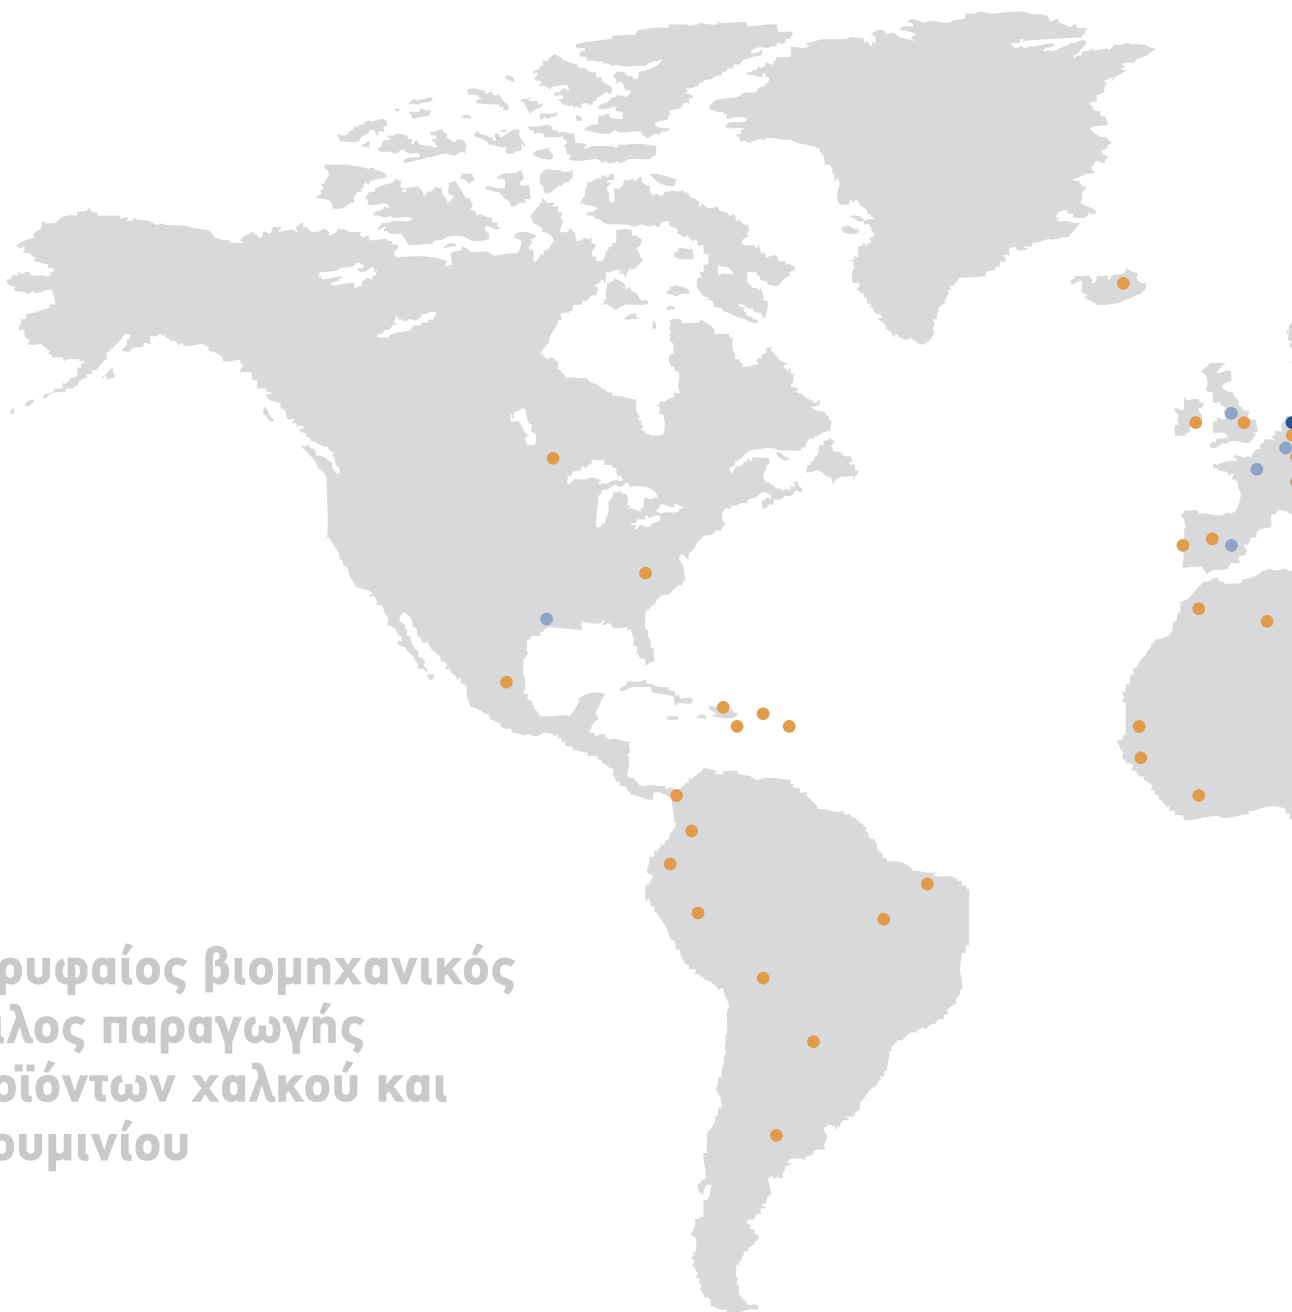 ρυφαίος βιομηχανικός
ιλος παραγωγής
οϊόντων χαλκού και
ουμινίου